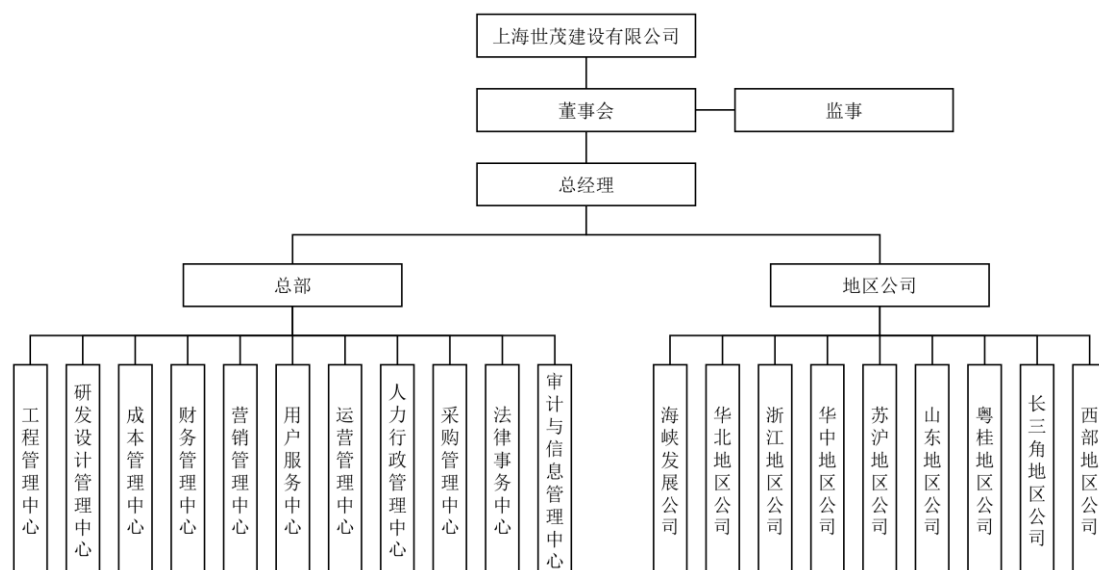 上海世茂建设有限公司
董事会
监事
总经理
总部
地区公司
工程管理中心
研发设计管理中心
成本管理中心
财务管理中心
营销管理中心
用户服务中心
运营管理中心
人力行政管理中心
采购管理中心
法律事务中心
审计与信息管理中心
海峡发展公司
华北地区公司
浙江地区公司
华中地区公司
苏沪地区公司
山东地区公司
粤桂地区公司
长三角地区公司
西部地区公司